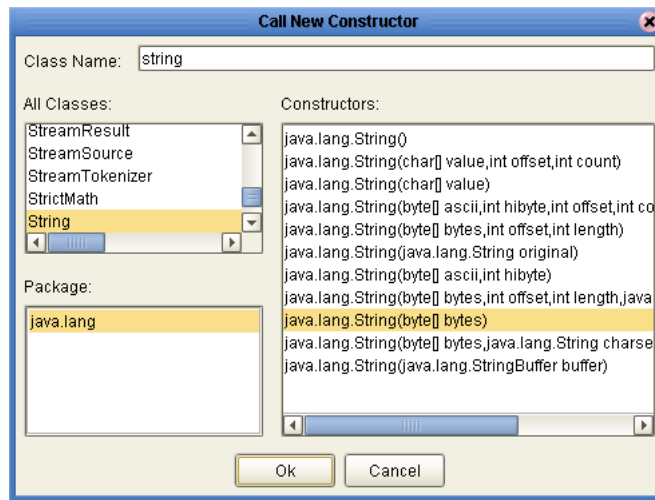 Call New Constructor
Class Name: string
All Classes:
StreamResult
StreamSource
StreamTokenizer
StrictMath
String
Package:
java.lang
Constructors:
java.lang.String()
java.lang.String(char[] value,int offset,int count)
java.lang.String(char[] value)
java.lang.String(byte[] ascii,int hibyte,int offset,int co
java.lang.String(byte[] bytes,int offset,int length)
java.lang.String(java.lang.String original)
java.lang.String(byte[] ascii,int hibyte)
java.lang.String(byte[] bytes,int offset,int length,java
java.lang.String(byte[] bytes)
java.lang.String(byte[] bytes,java.lang.String charse
java.lang.String(java.lang.StringBuffer buffer)
Ok Cancel